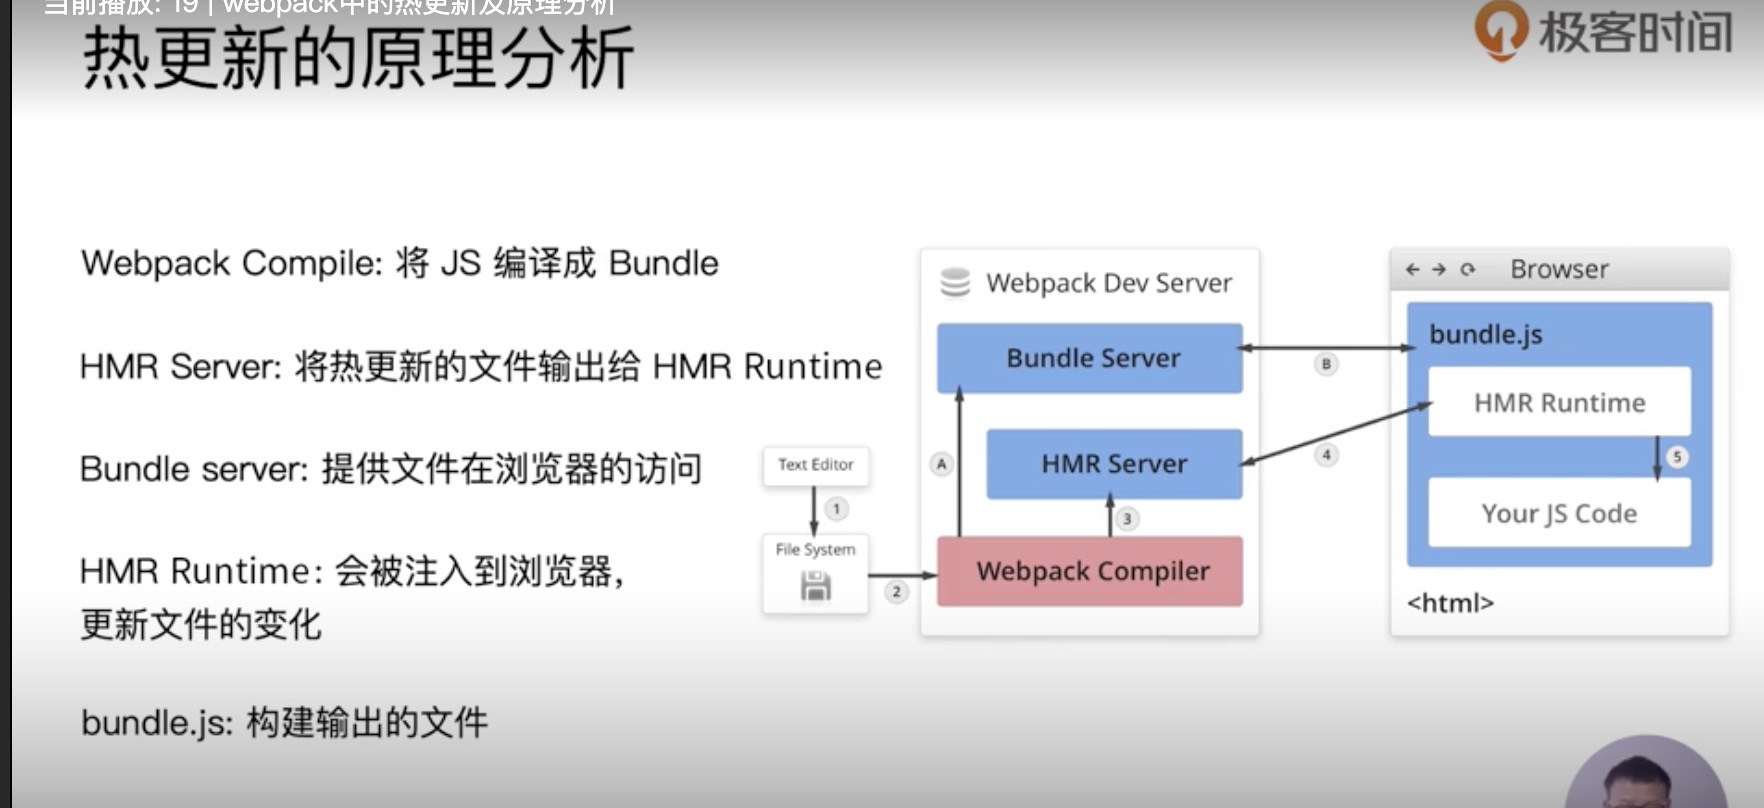 当前播放: 19 | webpack中的热更新及原理分析
热更新的原理分析
极客时间
Webpack Compile: 将 JS 编译成 Bundle
HMR Server: 将热更新的文件输出给 HMR Runtime
Bundle server: 提供文件在浏览器的访问
HMR Runtime: 会被注入到浏览器,
更新文件的变化
bundle.js: 构建输出的文件
Text Editor
1
File System
2
Webpack Dev Server
Bundle Server
A
HMR Server
3
Webpack Compiler
B
4
Browser
bundle.js
HMR Runtime
5
Your JS Code
<html>